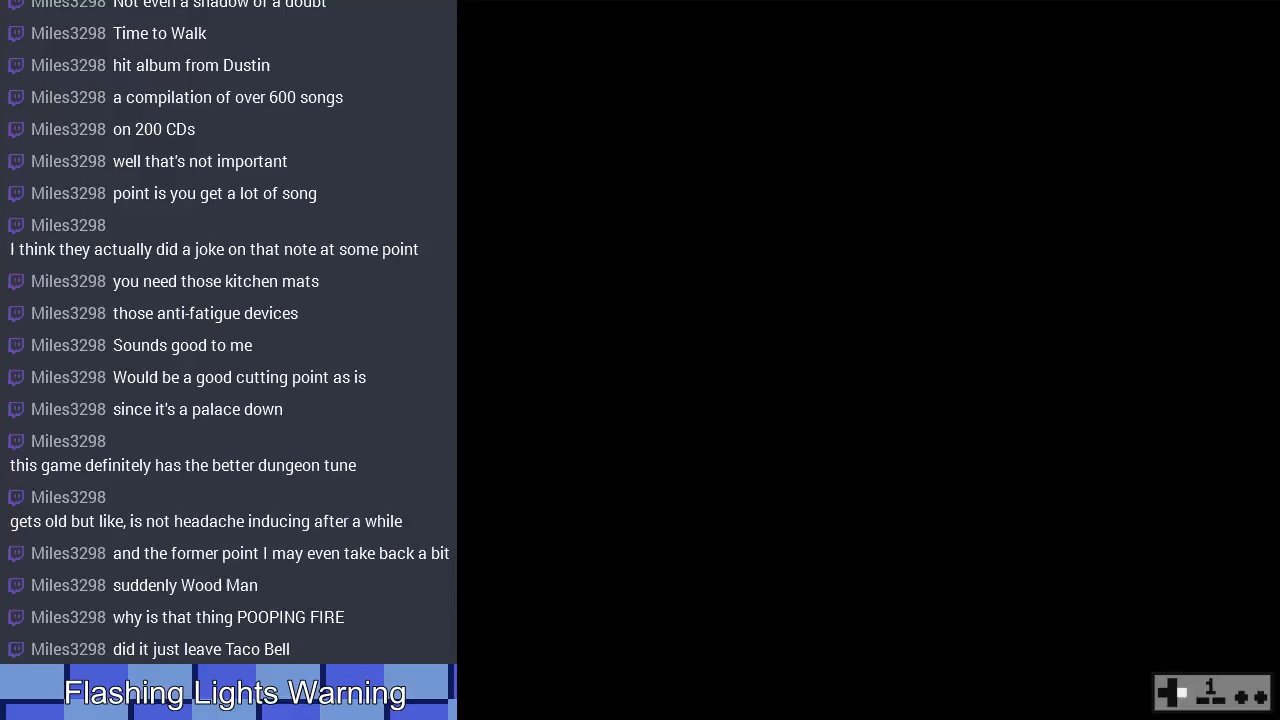 Miles3298 Not even a shadow of a doubt
Miles3298 Time to Walk
Miles3298 hit album from Dustin
Miles3298 a compilation of over 600 songs
Miles3298 on 200 CDs
Miles3298 well that's not important
Miles3298 point is you get a lot of song
Miles3298
I think they actually did a joke on that note at some point
Miles3298 you need those kitchen mats
Miles3298 those anti-fatigue devices
Miles3298 Sounds good to me
Miles3298 Would be a good cutting point as is
Miles3298 since it's a palace down
Miles3298
this game definitely has the better dungeon tune
Miles3298
gets old but like, is not headache inducing after a while
Miles3298 and the former point I may even take back a bit
Miles3298 suddenly Wood Man
Miles3298 why is that thing POOPING FIRE
Miles3298 did it just leave Taco Bell
Flashing Lights Warning
1